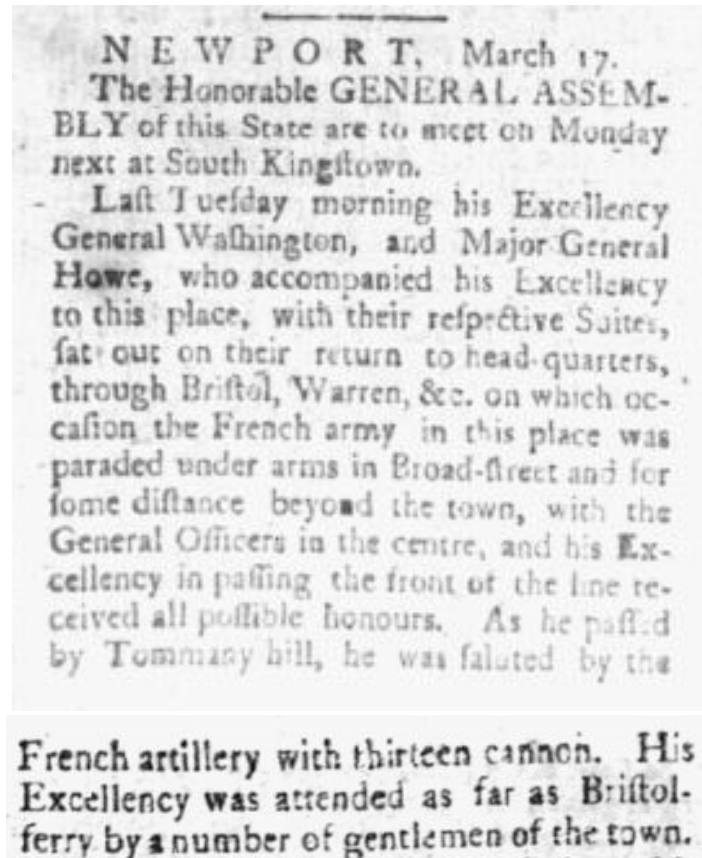 NEWPORT, March 17.
The Honorable GENERAL ASSEM-
BLY of this State are to meet on Monday
next at South Kingſtown.
Laſt Tueſday morning his Excellency
General Waſhington, and Major General
Howe, who accompanied his Excellency
to this place, with their reſpective Suites,
ſat out on their return to head-quarters,
through Briſtol, Warren, &c. on which oc-
caſion the French army in this place was
paraded under arms in Broad-ſtreet and for
ſome diſtance beyond the town, with the
General Officers in the centre, and his Ex-
cellency in paſſing the front of the line re-
ceived all poſſible honours. As he paſſed
by Tommany hill, he was ſaluted by the
French artillery with thirteen cannon. His
Excellency was attended as far as Briſtol-
ferry by a number of gentlemen of the town.